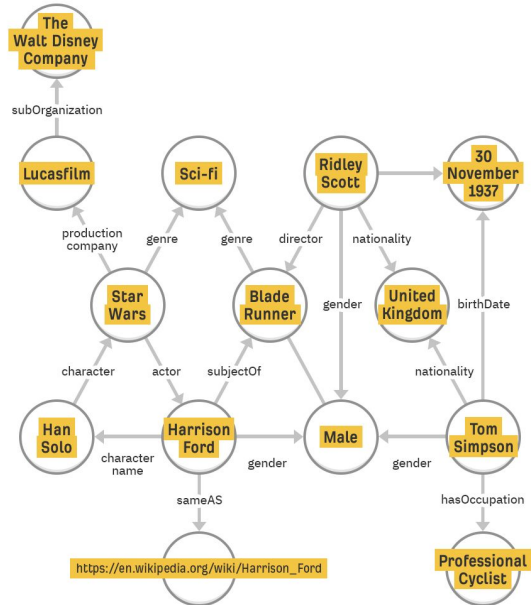 The
Walt Disney
Company
subOrganization
Lucasfilm
Sci-fi
Ridley
Scott
30
November
1937
production
company
genre
genre
director
nationality
Star
Wars
Blade
Runner
gender
United
Kingdom
birthDate
character
actor
subjectOf
nationality
Han
Solo
character
name
Harrison
Ford
gender
Male
gender
Tom
Simpson
sameAS
hasOccupation
https://en.wikipedia.org/wiki/Harrison_Ford
Professional
Cyclist